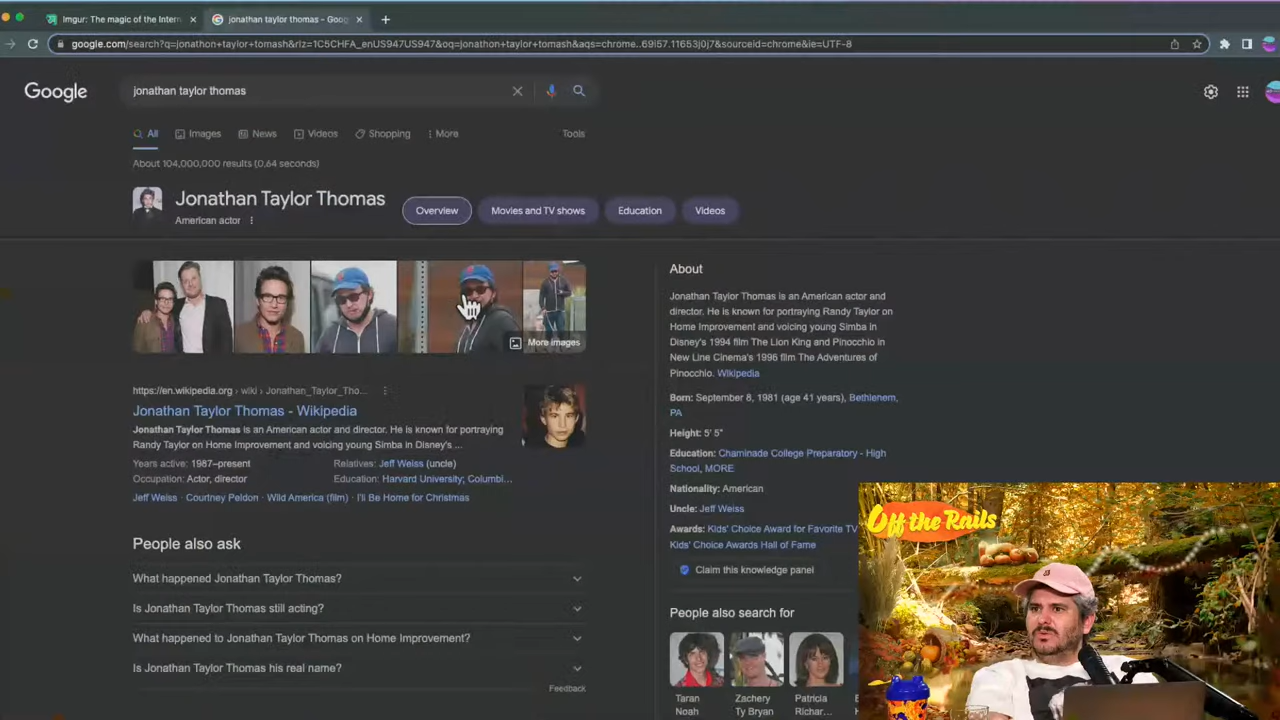 Imgur: The magic of the Intern
jonathan taylor thomas - Goog
google.com/search?q=jonathon+taylor+tomash&rlz=1C5CHFA_enUS947US947&oq=jonathon+taylor+tomash&aqs=chrome..69i57.11653j0j7&sourceid=chrome&ie=UTF-8
Google
jonathan taylor thomas
All Images News Videos Shopping More Tools
About 104,000,000 results (0.64 seconds)
Jonathan Taylor Thomas
American actor
Overview Movies and TV shows Education Videos
More images
https://en.wikipedia.org › wiki › Jonathan_Taylor_Tho...
Jonathan Taylor Thomas - Wikipedia
Jonathan Taylor Thomas is an American actor and director. He is known for portraying
Randy Taylor on Home Improvement and voicing young Simba in Disney's ...
Years active: 1987–present Relatives: Jeff Weiss (uncle)
Occupation: Actor, director Education: Harvard University; Columbi...
Jeff Weiss · Courtney Peldon · Wild America (film) · I'll Be Home for Christmas
People also ask
What happened Jonathan Taylor Thomas?
Is Jonathan Taylor Thomas still acting?
What happened to Jonathan Taylor Thomas on Home Improvement?
Is Jonathan Taylor Thomas his real name?
Feedback
About
Jonathan Taylor Thomas is an American actor and
director. He is known for portraying Randy Taylor on
Home Improvement and voicing young Simba in
Disney's 1994 film The Lion King and Pinocchio in
New Line Cinema's 1996 film The Adventures of
Pinocchio. Wikipedia
Born: September 8, 1981 (age 41 years), Bethlehem,
PA
Height: 5' 5"
Education: Chaminade College Preparatory - High
School, MORE
Nationality: American
Uncle: Jeff Weiss
Awards: Kids' Choice Award for Favorite TV
Kids' Choice Awards Hall of Fame
Claim this knowledge panel
People also search for
Taran
Noah
Zachery
Ty Bryan
Patricia
Richar...
Off the Rails